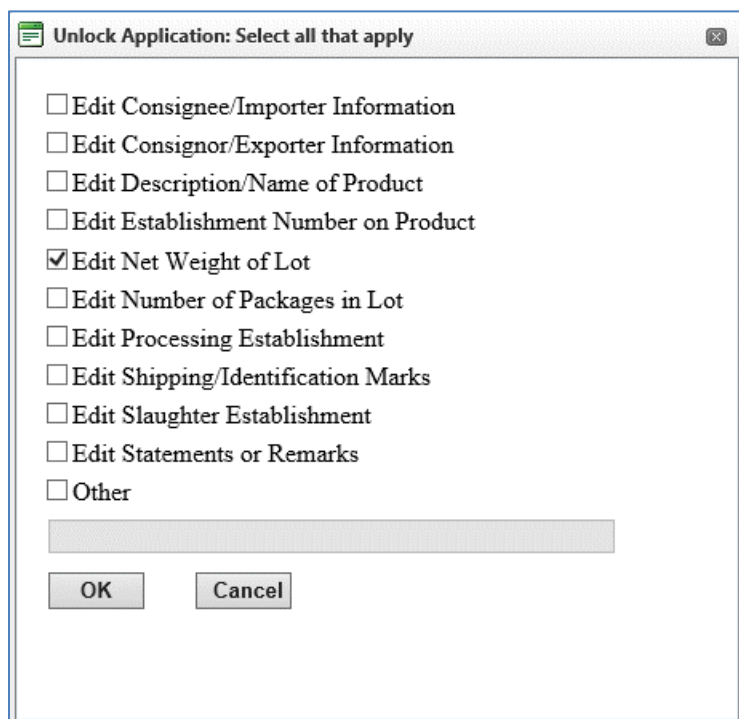 Unlock Application: Select all that apply
Edit Consignee/Importer Information
Edit Consignor/Exporter Information
Edit Description/Name of Product
Edit Establishment Number on Product
Edit Net Weight of Lot
Edit Number of Packages in Lot
Edit Processing Establishment
Edit Shipping/Identification Marks
Edit Slaughter Establishment
Edit Statements or Remarks
Other
OK Cancel